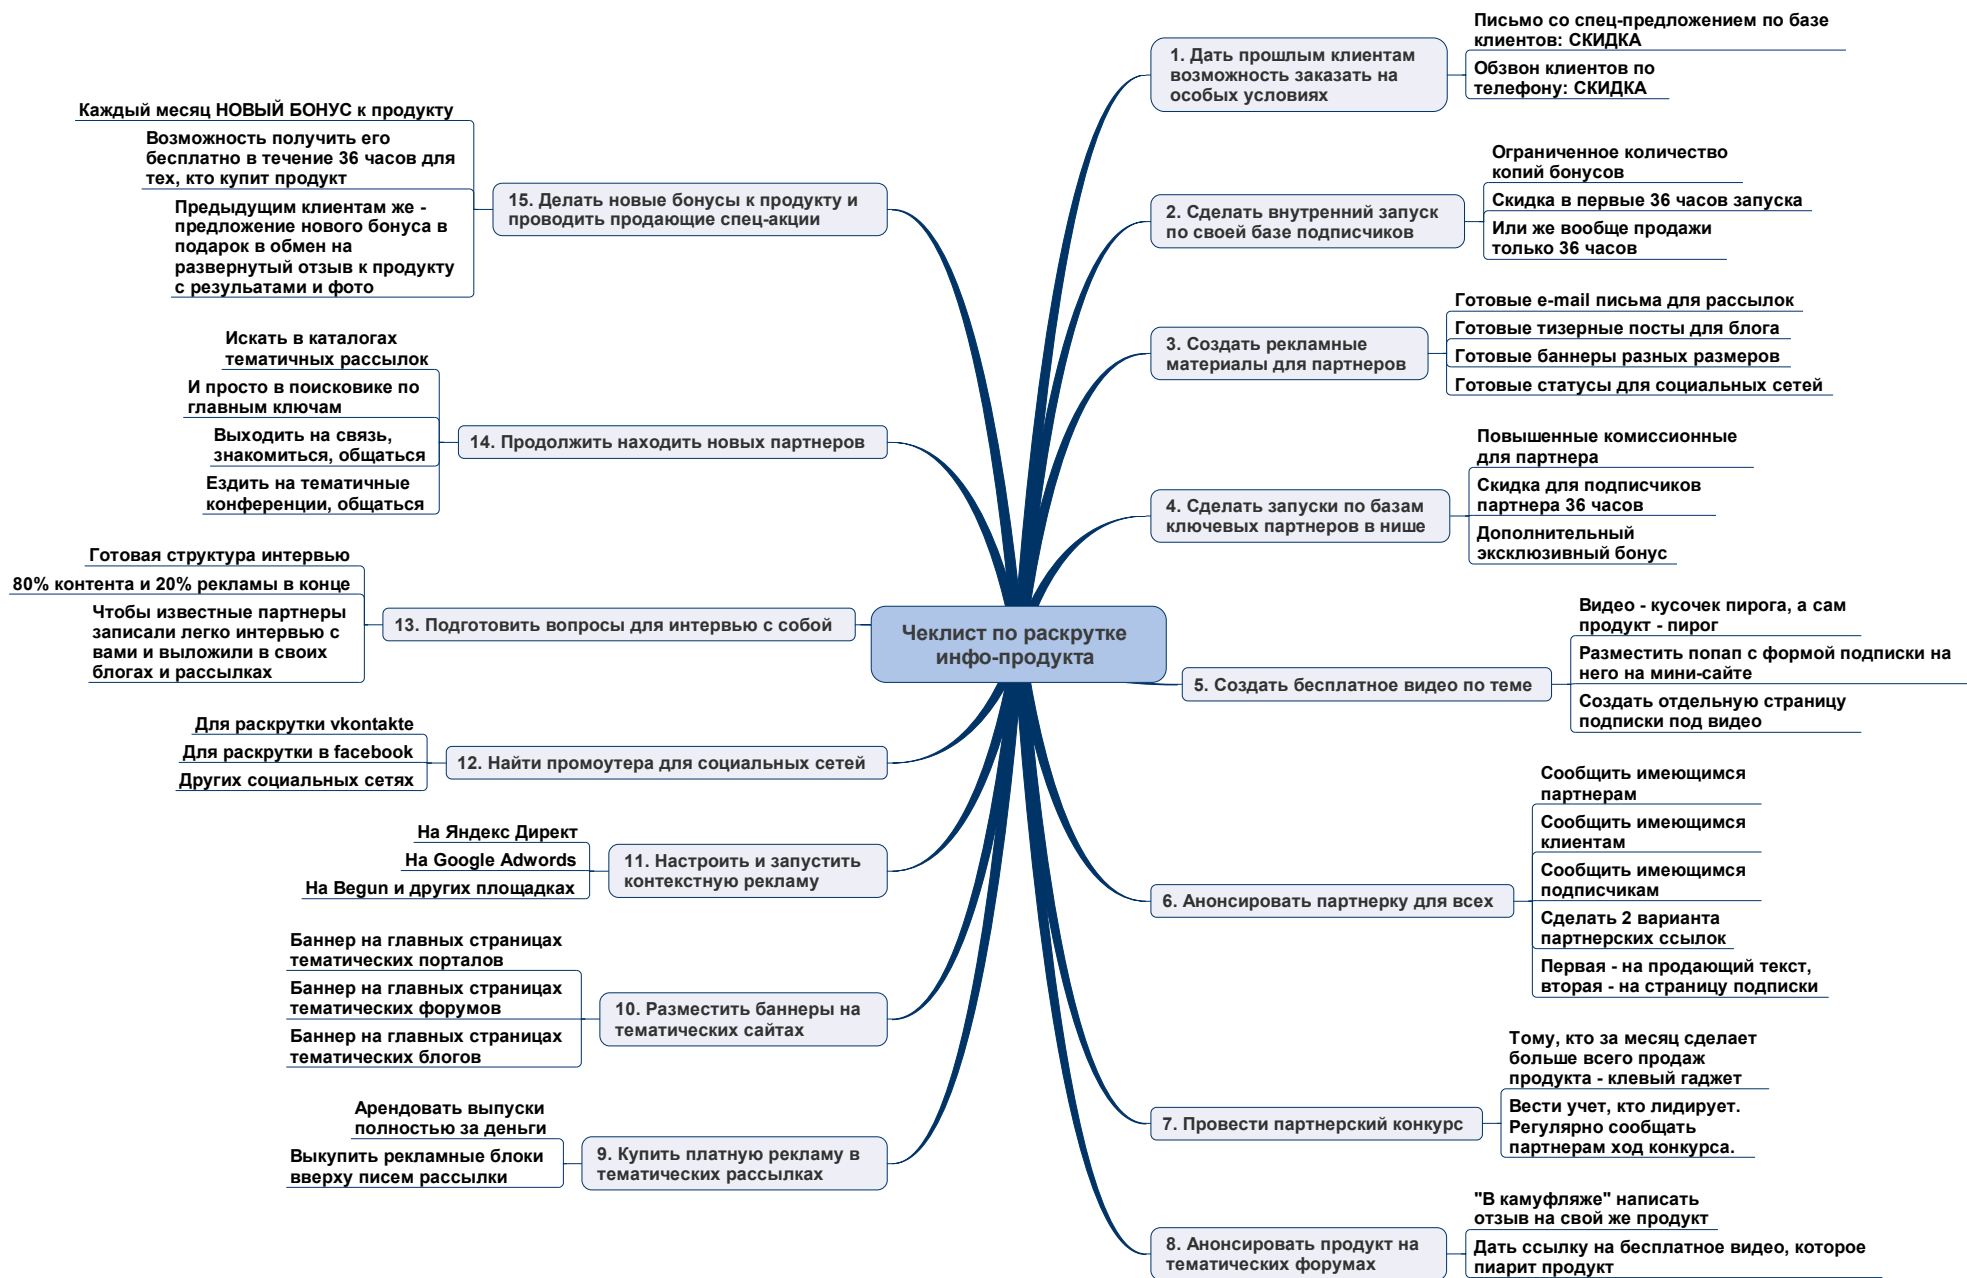 Чеклист по раскрутке
инфо-продукта
1. Дать прошлым клиентам
возможность заказать на
особых условиях
Письмо со спец-предложением по базе
клиентов: СКИДКА
Обзвон клиентов по
телефону: СКИДКА
2. Сделать внутренний запуск
по своей базе подписчиков
Ограниченное количество
копий бонусов
Скидка в первые 36 часов запуска
Или же вообще продажи
только 36 часов
3. Создать рекламные
материалы для партнеров
Готовые e-mail письма для рассылок
Готовые тизерные посты для блога
Готовые баннеры разных размеров
Готовые статусы для социальных сетей
4. Сделать запуски по базам
ключевых партнеров в нише
Повышенные комиссионные
для партнера
Скидка для подписчиков
партнера 36 часов
Дополнительный
эксклюзивный бонус
5. Создать бесплатное видео по теме
Видео - кусочек пирога, а сам
продукт - пирог
Разместить попап с формой подписки на
него на мини-сайте
Создать отдельную страницу
подписки под видео
6. Анонсировать партнерку для всех
Сообщить имеющимся
партнерам
Сообщить имеющимся
клиентам
Сообщить имеющимся
подписчикам
Сделать 2 варианта
партнерских ссылок
Первая - на продающий текст,
вторая - на страницу подписки
7. Провести партнерский конкурс
Тому, кто за месяц сделает
больше всего продаж
продукта - клевый гаджет
Вести учет, кто лидирует.
Регулярно сообщать
партнерам ход конкурса.
8. Анонсировать продукт на
тематических форумах
"В камуфляже" написать
отзыв на свой же продукт
Дать ссылку на бесплатное видео, которое
пиарит продукт
9. Купить платную рекламу в
тематических рассылках
Арендовать выпуски
полностью за деньги
Выкупить рекламные блоки
вверху писем рассылки
10. Разместить баннеры на
тематических сайтах
Баннер на главных страницах
тематических порталов
Баннер на главных страницах
тематических форумов
Баннер на главных страницах
тематических блогов
11. Настроить и запустить
контекстную рекламу
На Яндекс Директ
На Google Adwords
На Begun и других площадках
12. Найти промоутера для социальных сетей
Для раскрутки vkontakte
Для раскрутки в facebook
Других социальных сетях
13. Подготовить вопросы для интервью с собой
Готовая структура интервью
80% контента и 20% рекламы в конце
Чтобы известные партнеры
записали легко интервью с
вами и выложили в своих
блогах и рассылках
14. Продолжить находить новых партнеров
Искать в каталогах
тематичных рассылок
И просто в поисковике по
главным ключам
Выходить на связь,
знакомиться, общаться
Ездить на тематичные
конференции, общаться
15. Делать новые бонусы к продукту и
проводить продающие спец-акции
Каждый месяц НОВЫЙ БОНУС к продукту
Возможность получить его
бесплатно в течение 36 часов для
тех, кто купит продукт
Предыдущим клиентам же -
предложение нового бонуса в
подарок в обмен на
развернутый отзыв к продукту
с резульатами и фото